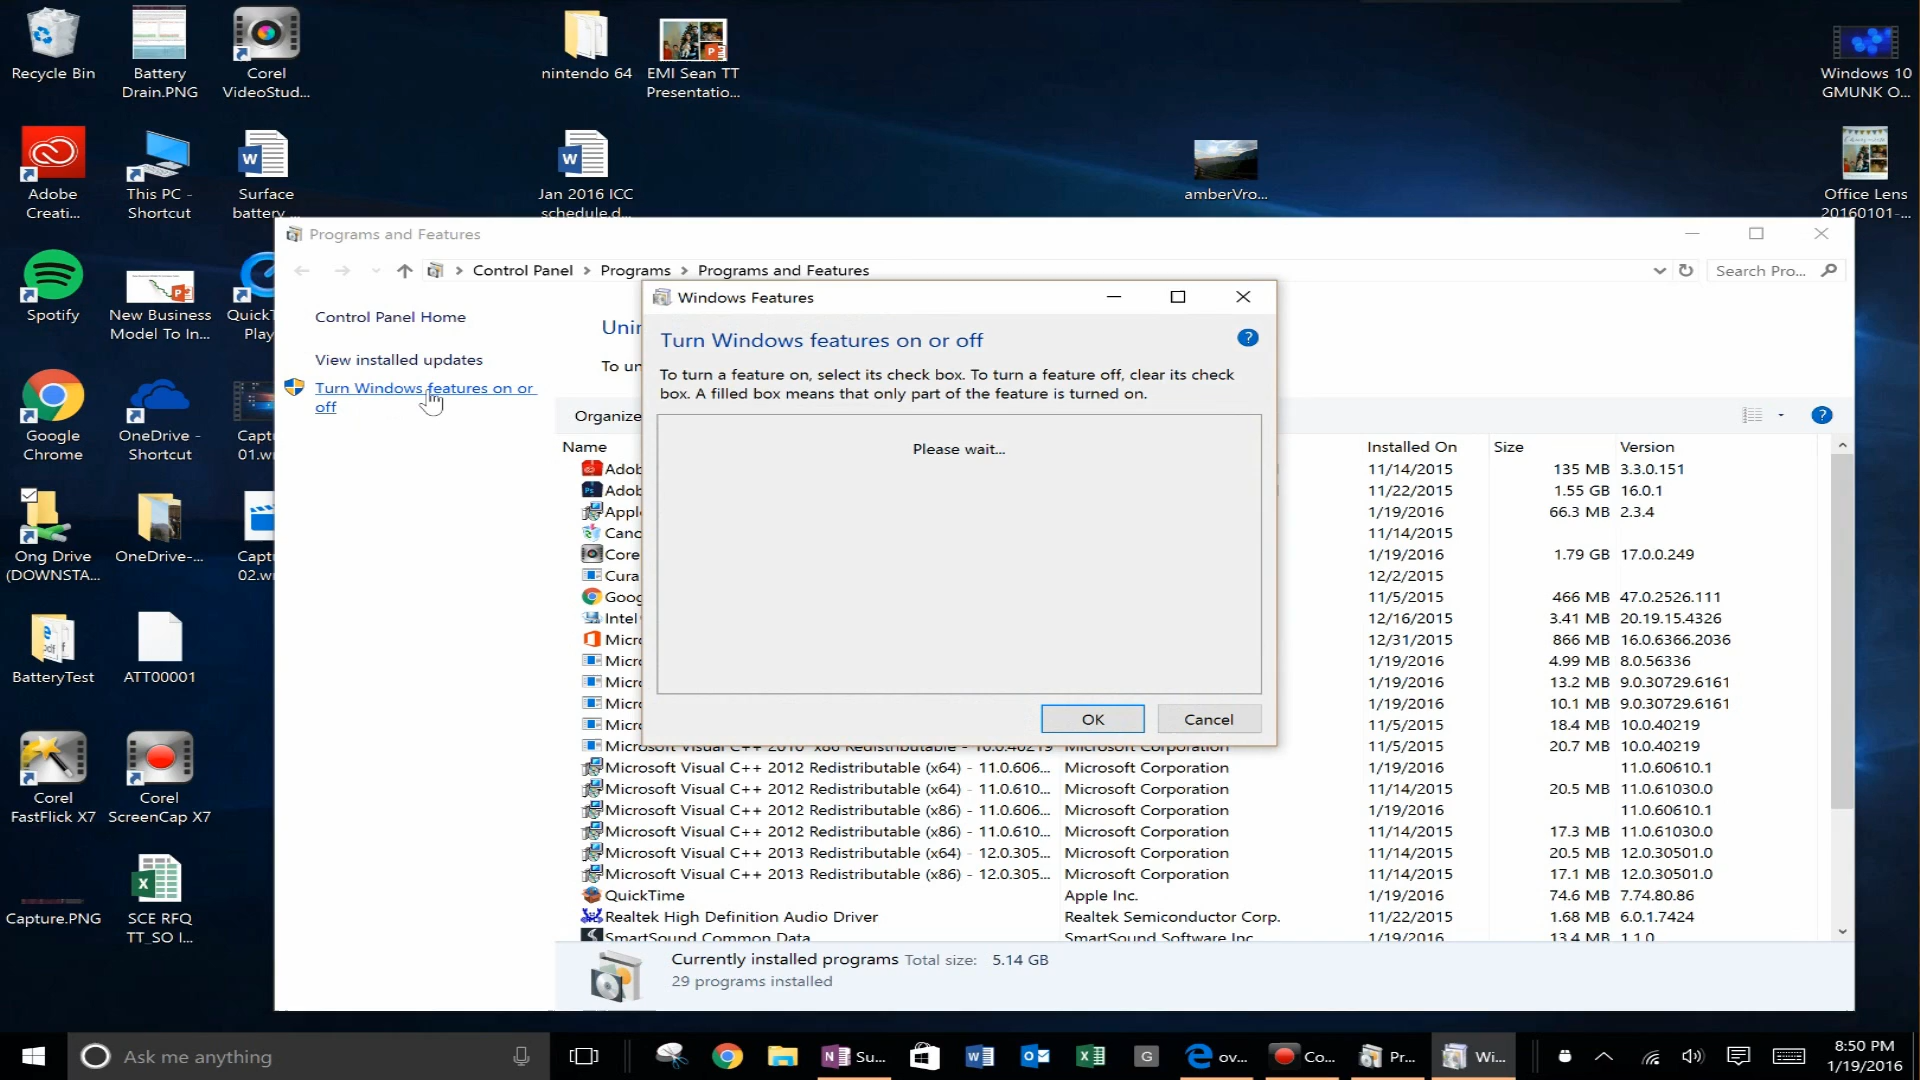 Recycle Bin
Battery
Drain.PNG
Corel
VideoStud...
nintendo 64
EMI Sean TT
Presentatio...
Windows 10
GMUNK O...
Adobe
Creati...
This PC -
Shortcut
Surface
battery ...
Jan 2016 ICC
schedule.d...
amberVro...
Office Lens
20160101-...
Spotify
New Business
Model To In...
QuickT
Play
Google
Chrome
OneDrive -
Shortcut
Capt
01.w
Ong Drive
(DOWNSTA...
OneDrive-...
Capt
02.w
BatteryTest
ATT00001
Corel
FastFlick X7
Corel
ScreenCap X7
Capture.PNG
SCE RFQ
TT_SO I...
Programs and Features
Control Panel > Programs > Programs and Features
Search Pro...
Control Panel Home
View installed updates
Turn Windows features on or
off
Unin
To un
Organize
Windows Features
Turn Windows features on or off
To turn a feature on, select its check box. To turn a feature off, clear its check
box. A filled box means that only part of the feature is turned on.
Please wait...
OK
Cancel
Name Installed On Size Version
Adob 11/14/2015 135 MB 3.3.0.151
Adob 11/22/2015 1.55 GB 16.0.1
Appl 1/19/2016 66.3 MB 2.3.4
Cano 11/14/2015
Core 1/19/2016 1.79 GB 17.0.0.249
Cura 12/2/2015
Goog 11/5/2015 466 MB 47.0.2526.111
Intel 12/16/2015 3.41 MB 20.19.15.4326
Micro 12/31/2015 866 MB 16.0.6366.2036
Micro 1/19/2016 4.99 MB 8.0.56336
Micro 1/19/2016 13.2 MB 9.0.30729.6161
Micro 1/19/2016 10.1 MB 9.0.30729.6161
Micro 11/5/2015 18.4 MB 10.0.40219
Microsoft Visual C++ 2010 x86 Redistributable - 10.0.40219 Microsoft Corporation 11/5/2015 20.7 MB 10.0.40219
Microsoft Visual C++ 2012 Redistributable (x64) - 11.0.606... Microsoft Corporation 1/19/2016 11.0.60610.1
Microsoft Visual C++ 2012 Redistributable (x64) - 11.0.610... Microsoft Corporation 11/14/2015 20.5 MB 11.0.61030.0
Microsoft Visual C++ 2012 Redistributable (x86) - 11.0.606... Microsoft Corporation 1/19/2016 11.0.60610.1
Microsoft Visual C++ 2012 Redistributable (x86) - 11.0.610... Microsoft Corporation 11/14/2015 17.3 MB 11.0.61030.0
Microsoft Visual C++ 2013 Redistributable (x64) - 12.0.305... Microsoft Corporation 11/14/2015 20.5 MB 12.0.30501.0
Microsoft Visual C++ 2013 Redistributable (x86) - 12.0.305... Microsoft Corporation 11/14/2015 17.1 MB 12.0.30501.0
QuickTime Apple Inc. 1/19/2016 74.6 MB 7.74.80.86
Realtek High Definition Audio Driver Realtek Semiconductor Corp. 11/22/2015 1.68 MB 6.0.1.7424
SmartSound Common Data SmartSound Software Inc 1/19/2016 13.4 MB 1.1.0
Currently installed programs Total size: 5.14 GB
29 programs installed
Ask me anything
Su...
ov...
Co...
Pr...
Wi...
8:50 PM
1/19/2016